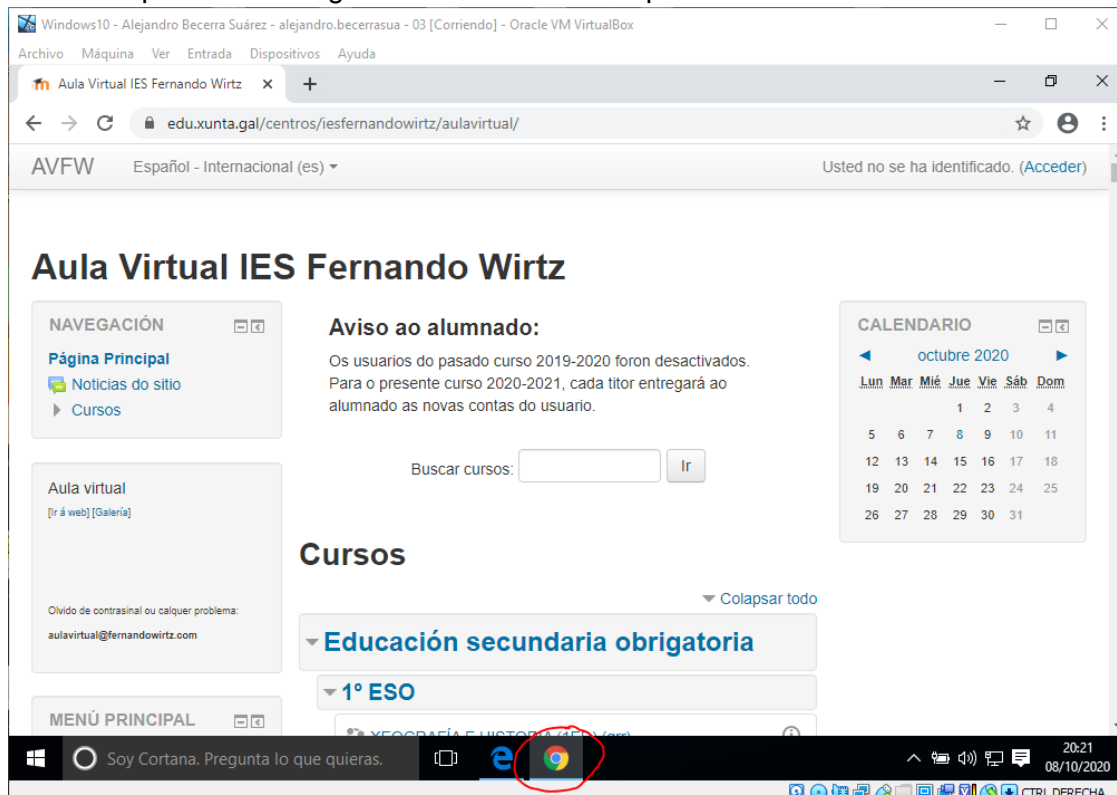 Windows10 - Alejandro Becerra Suárez - alejandro.becerrasua - 03 [Corriendo] - Oracle VM VirtualBox
Archivo Máquina Ver Entrada Dispositivos Ayuda
Aula Virtual IES Fernando Wirtz
edu.xunta.gal/centros/iesfernandowirtz/aulavirtual/
AVFW Español - Internacional (es)
Usted no se ha identificado. (Acceder)
Aula Virtual IES Fernando Wirtz
NAVEGACIÓN
Página Principal
Noticias do sitio
Cursos
Aula virtual
[Ir á web] [Galería]
Olvido de contrasinal ou calquer problema:
aulavirtual@fernandowirtz.com
MENÚ PRINCIPAL
Aviso ao alumnado:
Os usuarios do pasado curso 2019-2020 foron desactivados.
Para o presente curso 2020-2021, cada titor entregará ao
alumnado as novas contas do usuario.
Buscar cursos: Ir
Cursos
Colapsar todo
Educación secundaria obrigatoria
1º ESO
XEOGRAFÍA E HISTORIA
CALENDARIO
octubre 2020
Lun Mar Mié Jue Vie Sáb Dom
1 2 3 4
5 6 7 8 9 10 11
12 13 14 15 16 17 18
19 20 21 22 23 24 25
26 27 28 29 30 31
Soy Cortana. Pregunta lo que quieras.
20:21
08/10/2020
CTRL DERECHA